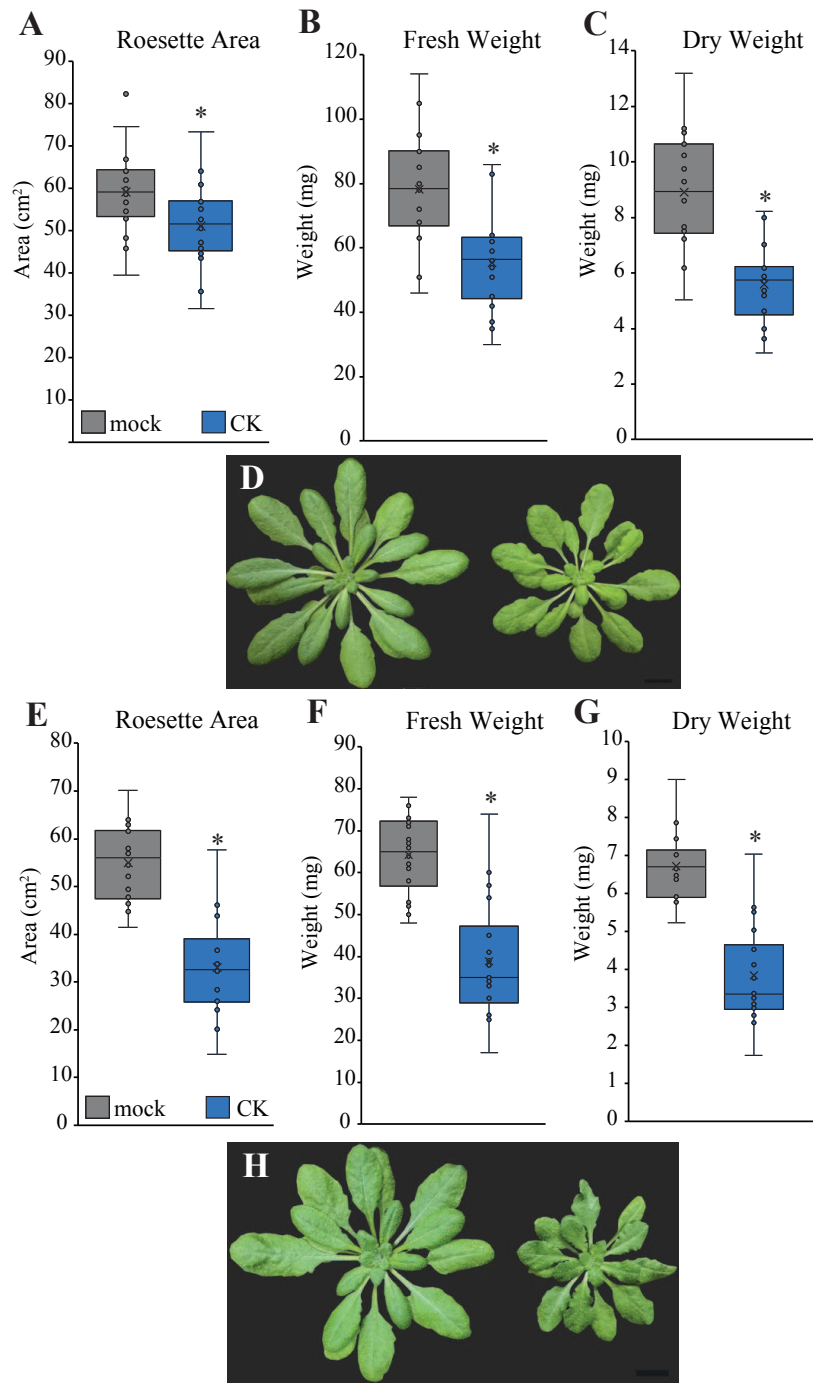 A
Roesette Area
Area (cm²)
90
80
70
60
50
40
30
20
10
mock
CK
*
B
Fresh Weight
Weight (mg)
120
100
80
60
40
20
0
*
C
Dry Weight
Weight (mg)
14
12
10
8
6
4
2
0
*
D
E
Roesette Area
Area (cm²)
80
70
60
50
40
30
20
10
0
mock
CK
*
F
Fresh Weight
Weight (mg)
90
80
70
60
50
40
30
20
10
0
*
G
Dry Weight
Weight (mg)
10
9
8
7
6
5
4
3
2
1
0
*
H